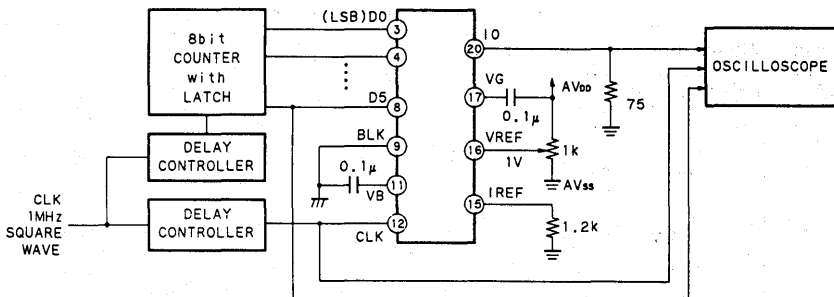 8bit
COUNTER
with
LATCH
(LSB)D0
3
4
D5
8
BLK
9
0.1μ
VB
11
CLK
12
DELAY
CONTROLLER
DELAY
CONTROLLER
CLK
1MHz
SQUARE
WAVE
20
IO
17
VG
0.1μ
AVDD
16
VREF
1V
1k
AVss
15
IREF
1.2k
75
OSCILLOSCOPE